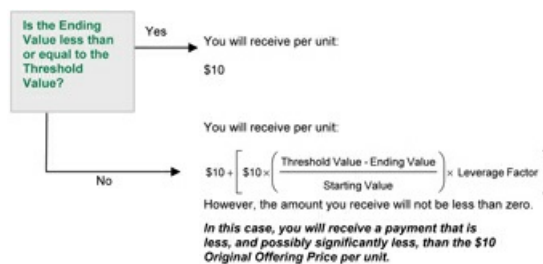 Is the Ending
Value less than
or equal to the
Threshold
Value?
Yes
You will receive per unit:
$10
You will receive per unit:
$10 + [ $10 × ( Threshold Value - Ending Value / Starting Value ) × Leverage Factor
No
However, the amount you receive will not be less than zero.
In this case, you will receive a payment that is
less, and possibly significantly less, than the $10
Original Offering Price per unit.